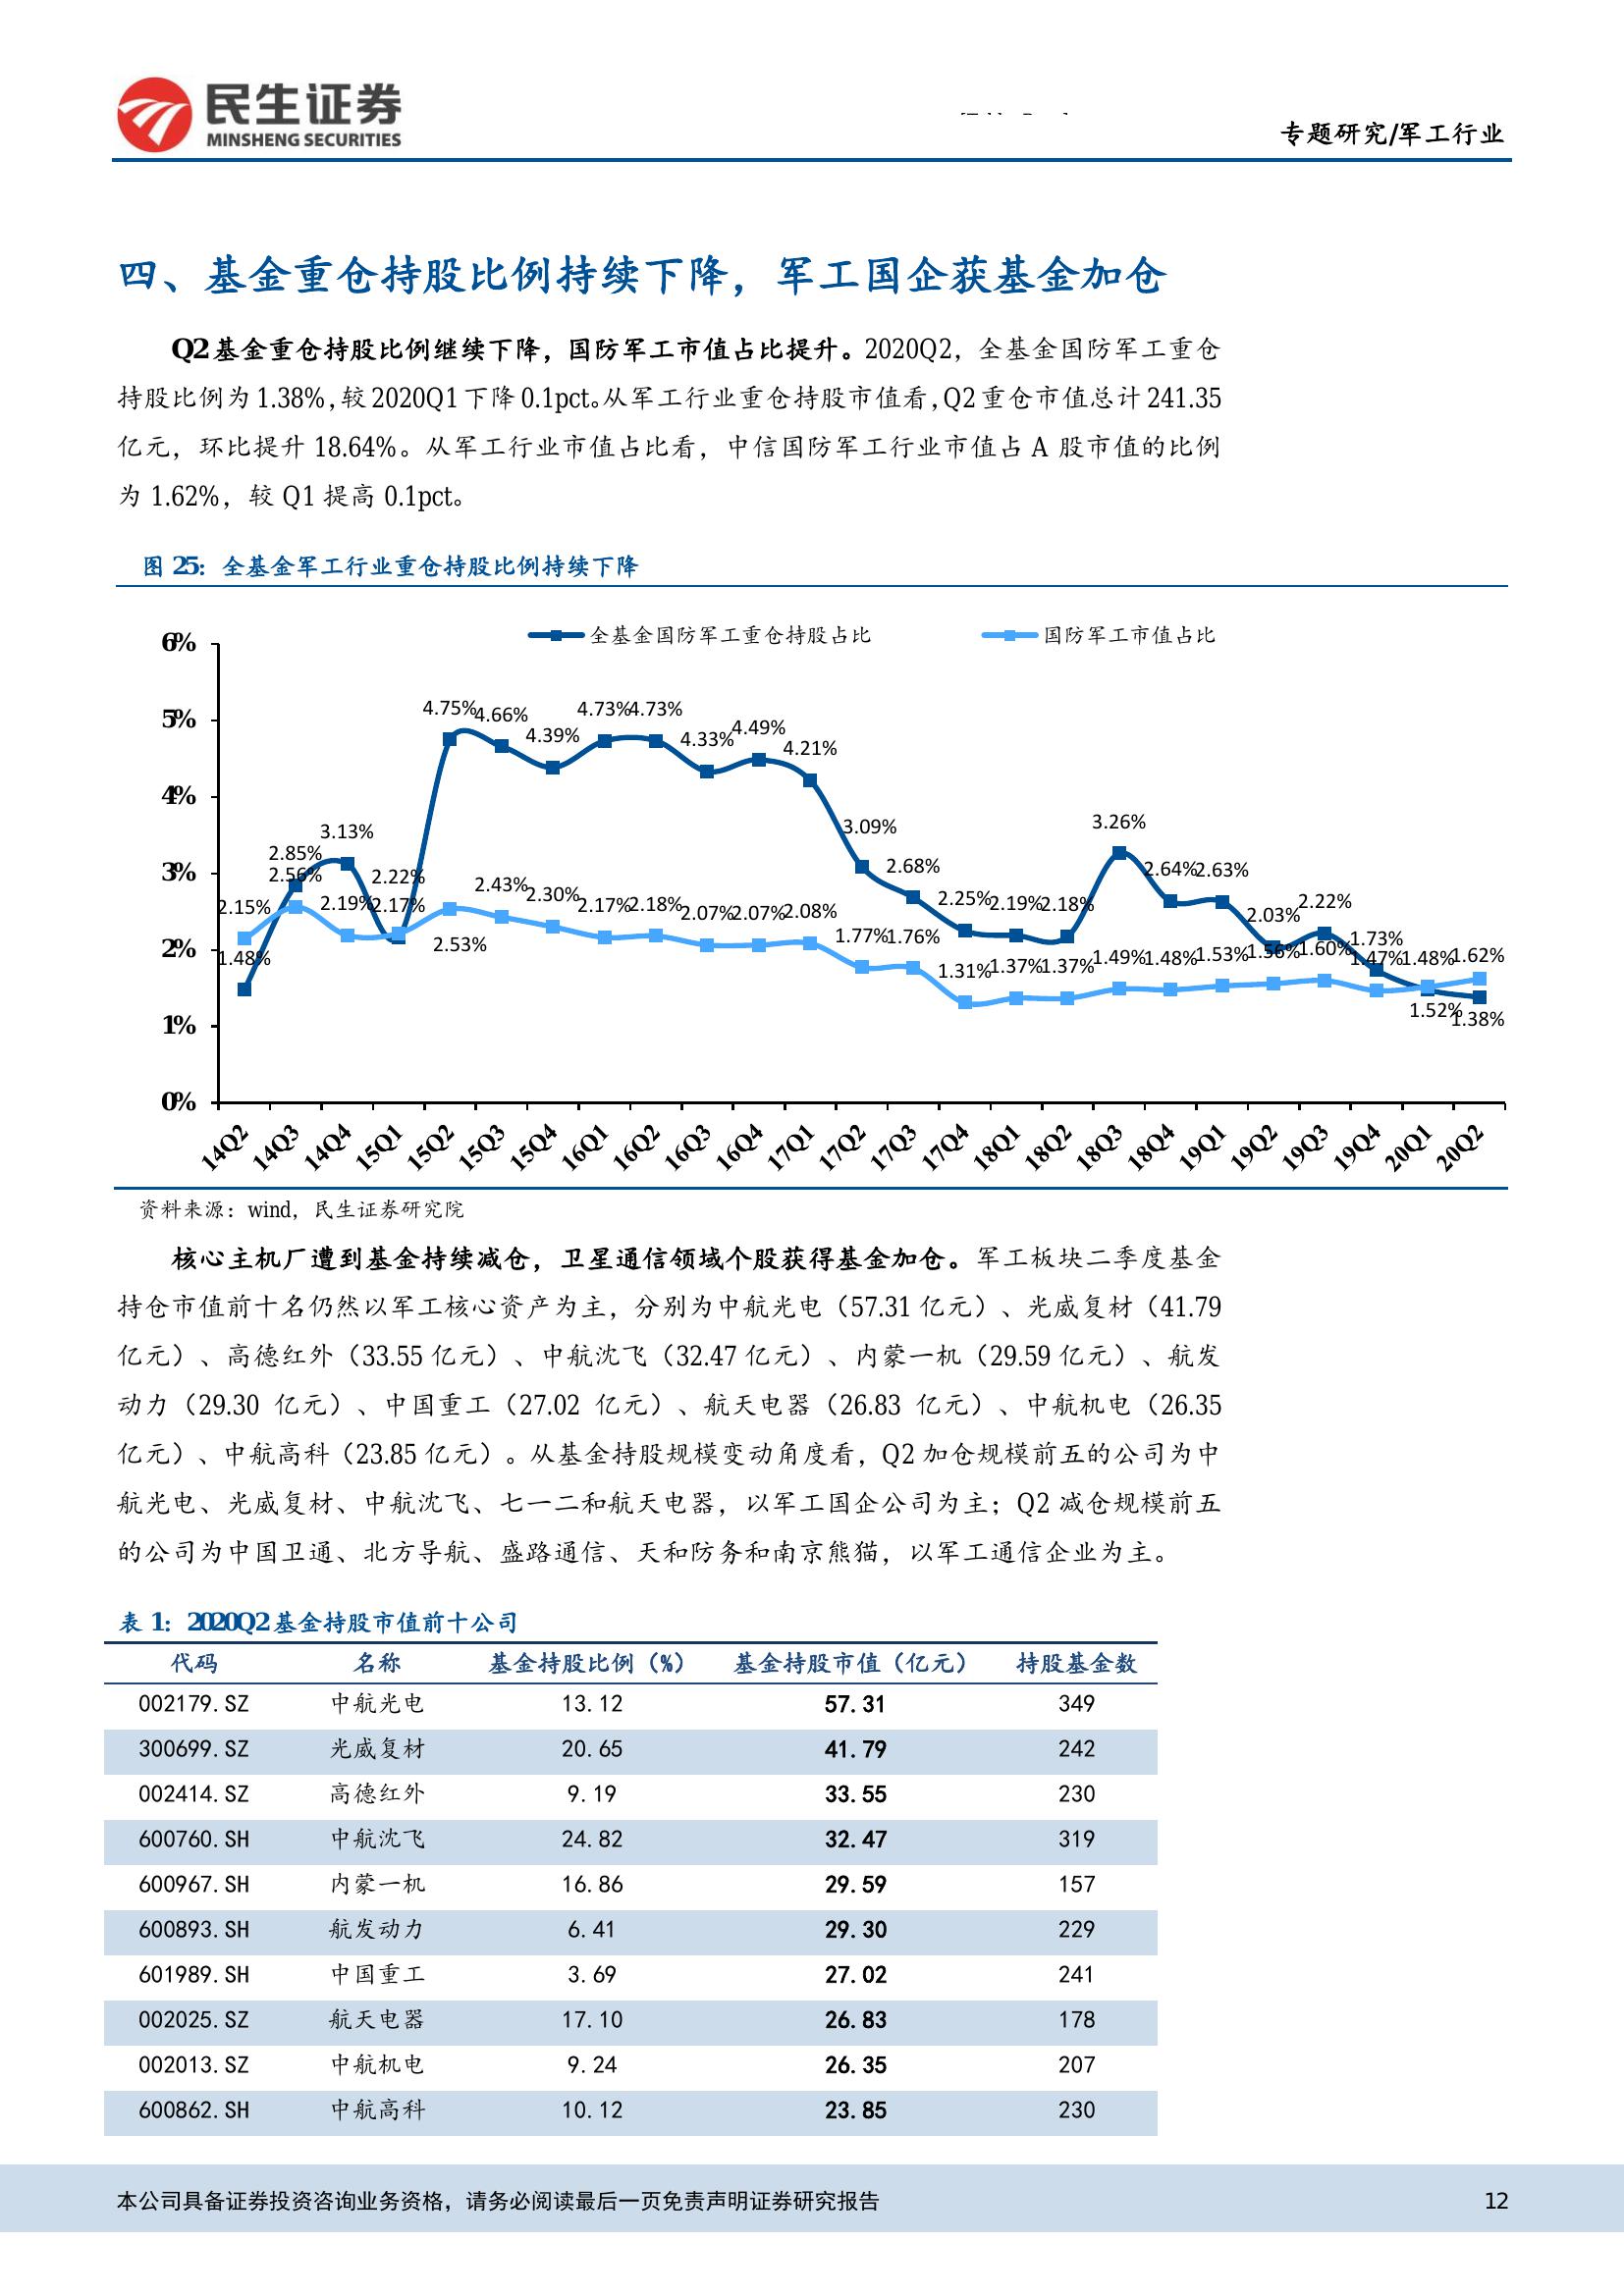 民生证券
MINSHENG SECURITIES
专题研究/军工行业
四、基金重仓持股比例持续下降，军工国企获基金加仓
Q2基金重仓持股比例继续下降，国防军工市值占比提升。2020Q2，全基金国防军工重仓
持股比例为 1.38%，较 2020Q1 下降 0.1pct。从军工行业重仓持股市值看，Q2 重仓市值总计 241.35
亿元，环比提升 18.64%。从军工行业市值占比看，中信国防军工行业市值占 A 股市值的比例
为 1.62%，较 Q1 提高 0.1pct。
图 25：全基金军工行业重仓持股比例持续下降
全基金国防军工重仓持股占比 国防军工市值占比
6%
5%
4%
3%
2%
1%
0%
4.75% 4.66% 4.39% 4.73% 4.73% 4.33% 4.49% 4.21%
3.09% 2.68% 2.25% 2.19% 2.18% 3.26% 2.64% 2.63% 2.03% 2.22% 1.73% 1.48% 1.38%
1.48% 2.85% 3.13% 2.17%
2.15% 2.56% 2.19% 2.22% 2.53% 2.43% 2.30% 2.17% 2.18% 2.07% 2.07% 2.08%
1.77% 1.76% 1.31% 1.37% 1.37% 1.49% 1.48% 1.53% 1.56% 1.60% 1.47% 1.52% 1.62%
14Q2 14Q3 14Q4 15Q1 15Q2 15Q3 15Q4 16Q1 16Q2 16Q3 16Q4 17Q1 17Q2 17Q3 17Q4 18Q1 18Q2 18Q3 18Q4 19Q1 19Q2 19Q3 19Q4 20Q1 20Q2
资料来源：wind，民生证券研究院
核心主机厂遭到基金持续减仓，卫星通信领域个股获得基金加仓。军工板块二季度基金
持仓市值前十名仍然以军工核心资产为主，分别为中航光电（57.31 亿元）、光威复材（41.79
亿元）、高德红外（33.55 亿元）、中航沈飞（32.47 亿元）、内蒙一机（29.59 亿元）、航发
动力（29.30 亿元）、中国重工（27.02 亿元）、航天电器（26.83 亿元）、中航机电（26.35
亿元）、中航高科（23.85 亿元）。从基金持股规模变动角度看，Q2 加仓规模前五的公司为中
航光电、光威复材、中航沈飞、七一二和航天电器，以军工国企公司为主；Q2 减仓规模前五
的公司为中国卫通、北方导航、盛路通信、天和防务和南京熊猫，以军工通信企业为主。
表 1：2020Q2 基金持股市值前十公司
代码 名称 基金持股比例（%） 基金持股市值（亿元） 持股基金数
002179.SZ 中航光电 13.12 57.31 349
300699.SZ 光威复材 20.65 41.79 242
002414.SZ 高德红外 9.19 33.55 230
600760.SH 中航沈飞 24.82 32.47 319
600967.SH 内蒙一机 16.86 29.59 157
600893.SH 航发动力 6.41 29.30 229
601989.SH 中国重工 3.69 27.02 241
002025.SZ 航天电器 17.10 26.83 178
002013.SZ 中航机电 9.24 26.35 207
600862.SH 中航高科 10.12 23.85 230
本公司具备证券投资咨询业务资格，请务必阅读最后一页免责声明证券研究报告 12